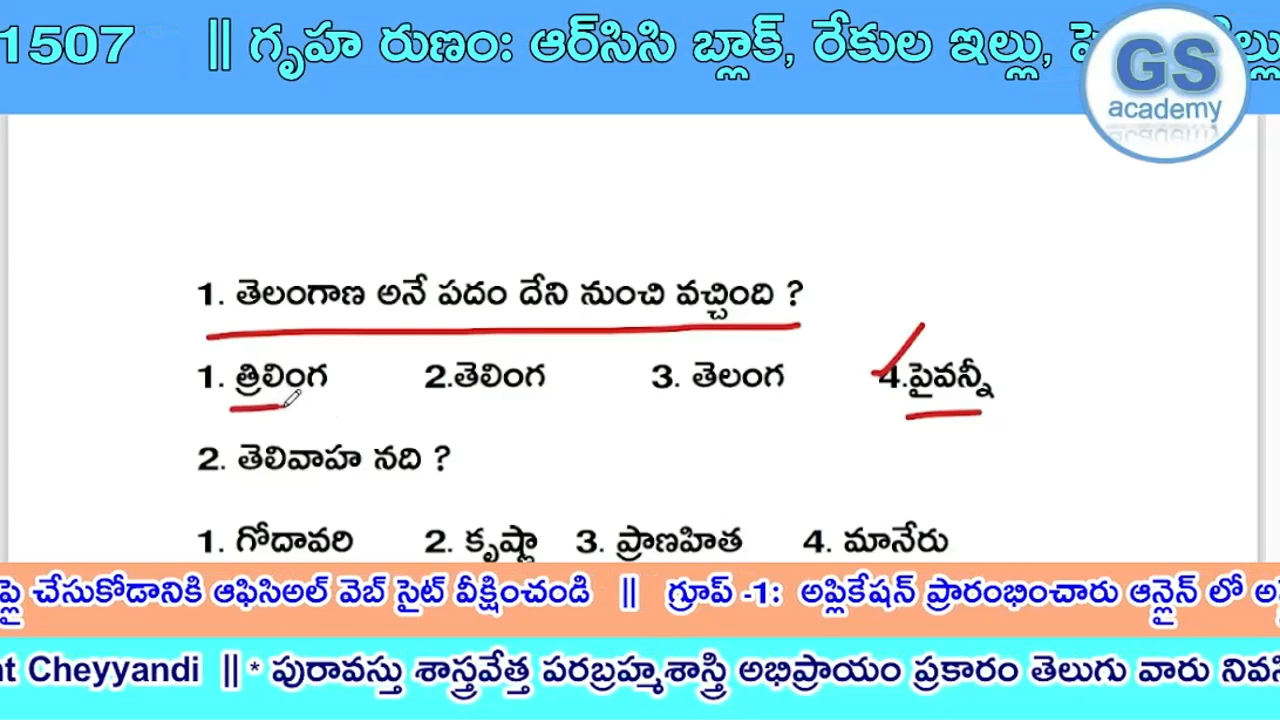 1507 || గృహ రుణం: ఆర్‌సిసి బ్లాక్, రేకుల ఇల్లు,
GS
academy
1. తెలంగాణ అనే పదం దేని నుంచి వచ్చింది ?
1. త్రిలింగ 2.తెలింగ 3. తెలంగ 4.పైవన్నీ
2. తెలివాహ నది ?
1. గోదావరి 2. కృష్ణా 3. ప్రాణహిత 4. మానేరు
చేసుకోడానికి ఆఫిసిఅల్ వెబ్ సైట్ వీక్షించండి || గ్రూప్ -1: అప్లికేషన్ ప్రారంభించారు ఆన్లైన్ లో
Cheyyandi || * పురావస్తు శాస్త్రవేత్త పరబ్రహ్మశాస్త్రి అభిప్రాయం ప్రకారం తెలుగు వారు